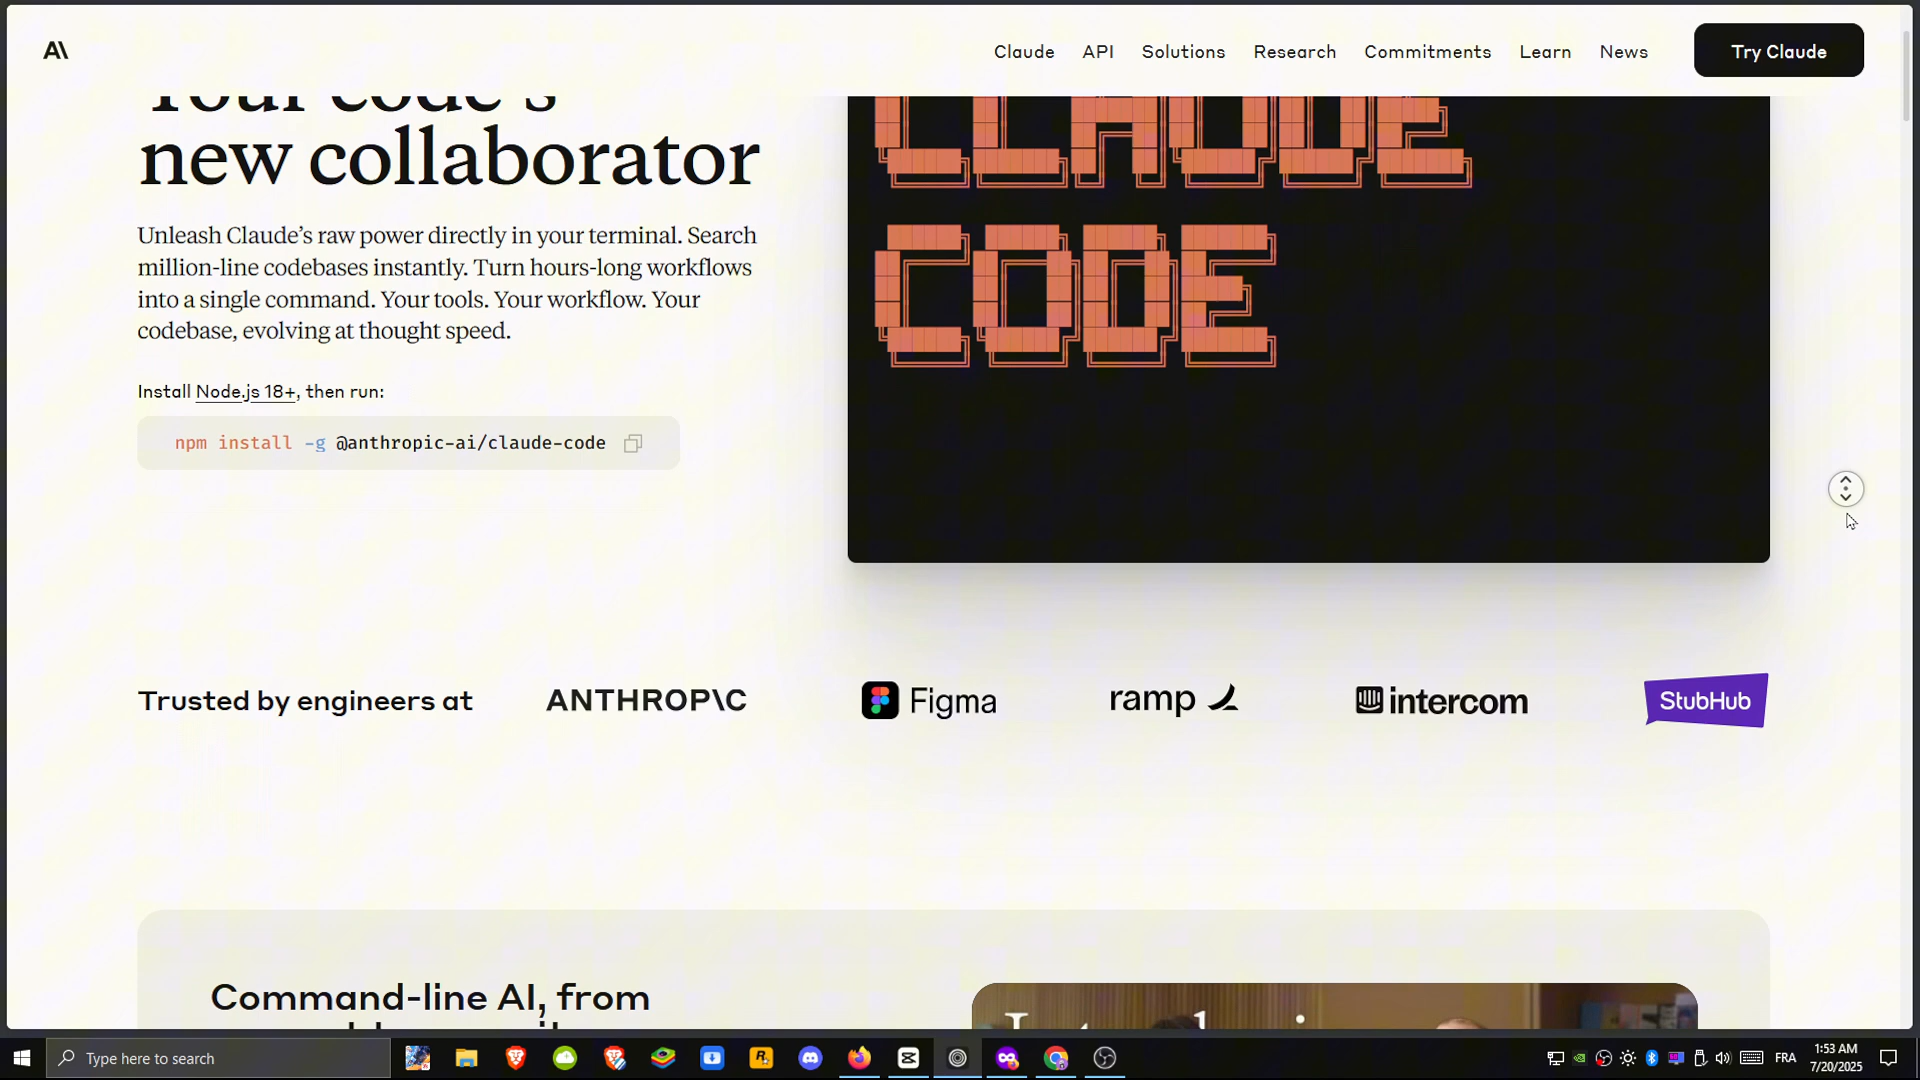 Claude API Solutions Research Commitments Learn News Try Claude
Your code's
new collaborator
Unleash Claude’s raw power directly in your terminal. Search
million-line codebases instantly. Turn hours-long workflows
into a single command. Your tools. Your workflow. Your
codebase, evolving at thought speed.
Install Node.js 18+, then run:
npm install -g @anthropic-ai/claude-code
CLAUDE
CODE
Trusted by engineers at ANTHROP\C Figma ramp intercom StubHub
Command-line AI, from
Type here to search
FRA
1:53 AM
7/20/2025